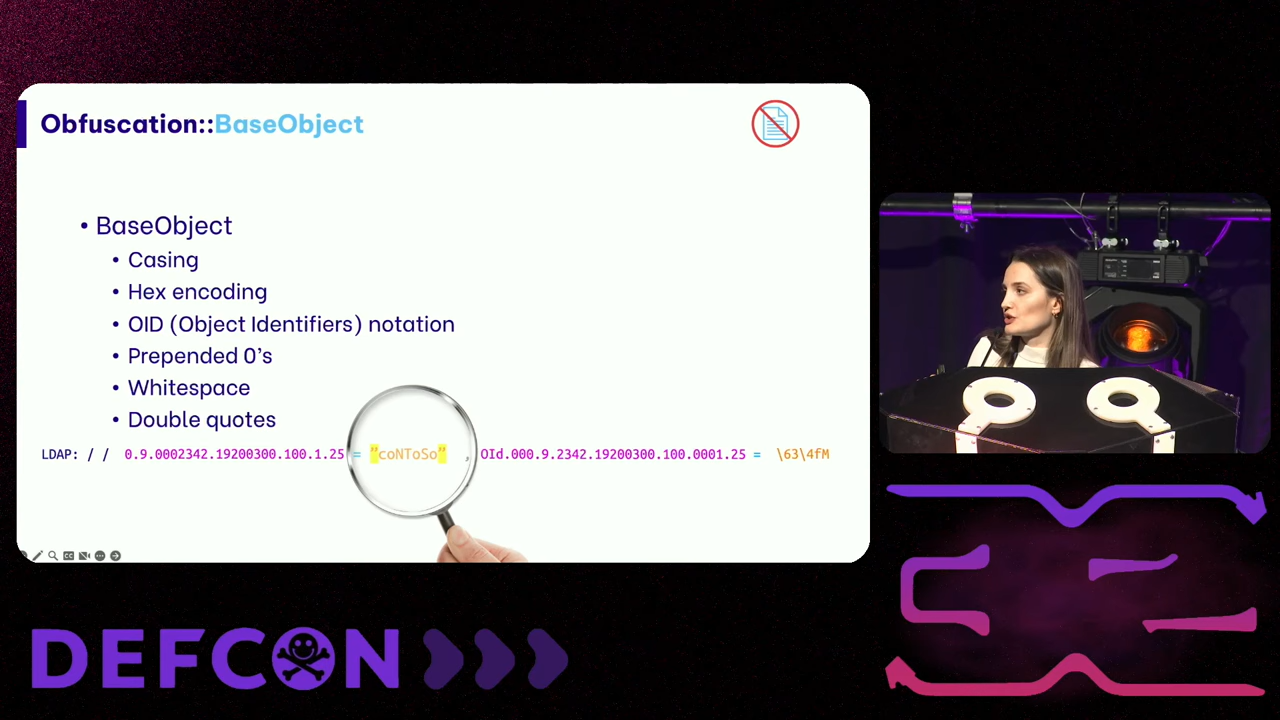 Obfuscation::BaseObject
• BaseObject
• Casing
• Hex encoding
• OID (Object Identifiers) notation
• Prepended 0's
• Whitespace
• Double quotes
LDAP: / / 0.9.0002342.19200300.100.1.25 = "coNToSo" , OId.000.9.2342.19200300.100.0001.25 = \63\4fM
DEFCON